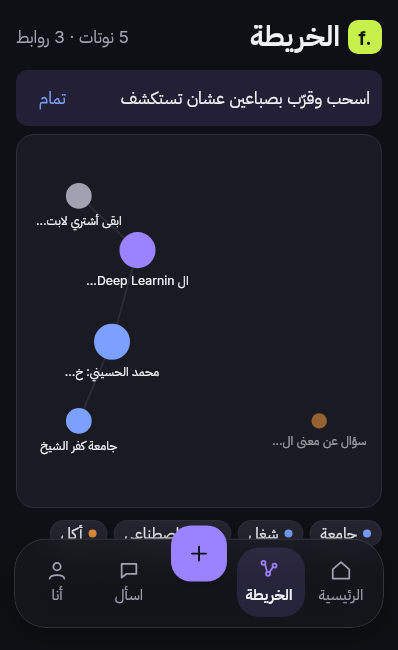 f. الخريطة
5 نوتات · 3 روابط
اسحب وقرّب بصباعين عشان تستكشف
تمام
ابقى أشتري لابت...
ال Deep Learnin...
محمد الحسيني: خ...
جامعة كفر الشيخ
سؤال عن معنى ال...
جامعة
شغل
أكل
+
الرئيسية
الخريطة
اسأل
أنا